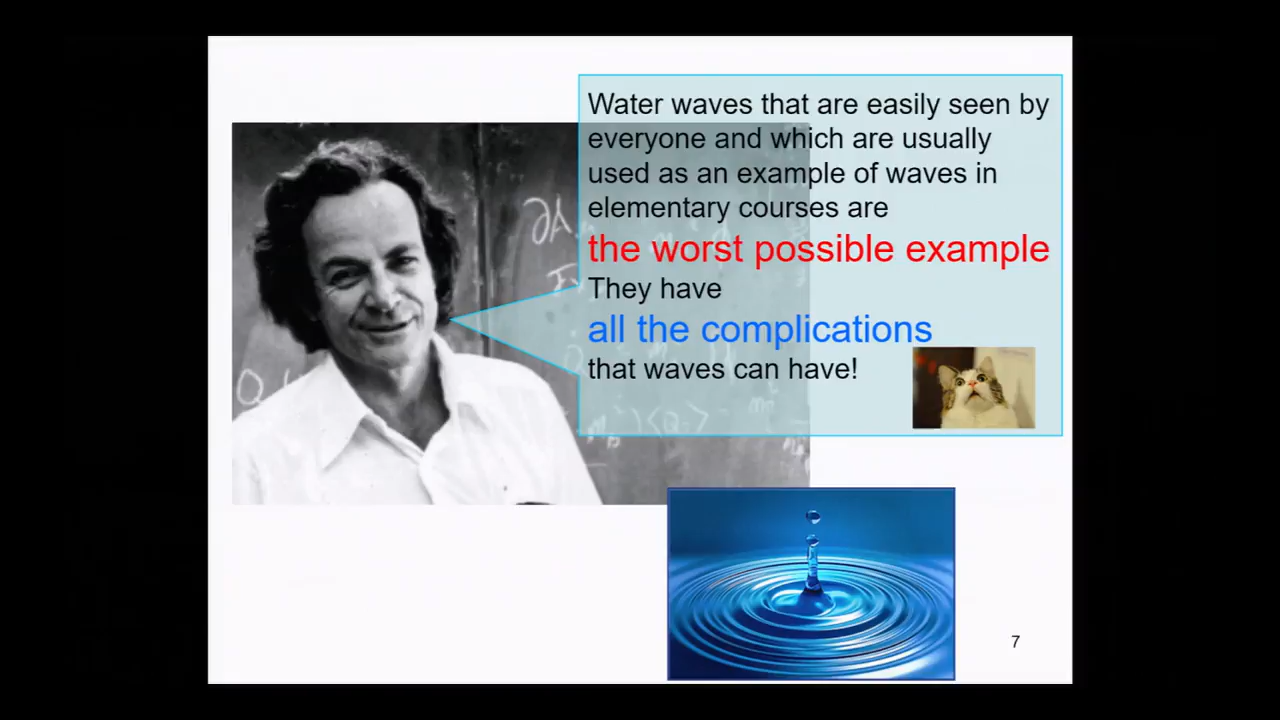 Water waves that are easily seen by
everyone and which are usually
used as an example of waves in
elementary courses are
the worst possible example
They have
all the complications
that waves can have!
7